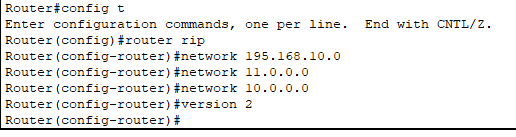 Router#config t
Enter configuration commands, one per line.  End with CNTL/Z.
Router(config)#router rip
Router(config-router)#network 195.168.10.0
Router(config-router)#network 11.0.0.0
Router(config-router)#network 10.0.0.0
Router(config-router)#version 2
Router(config-router)#